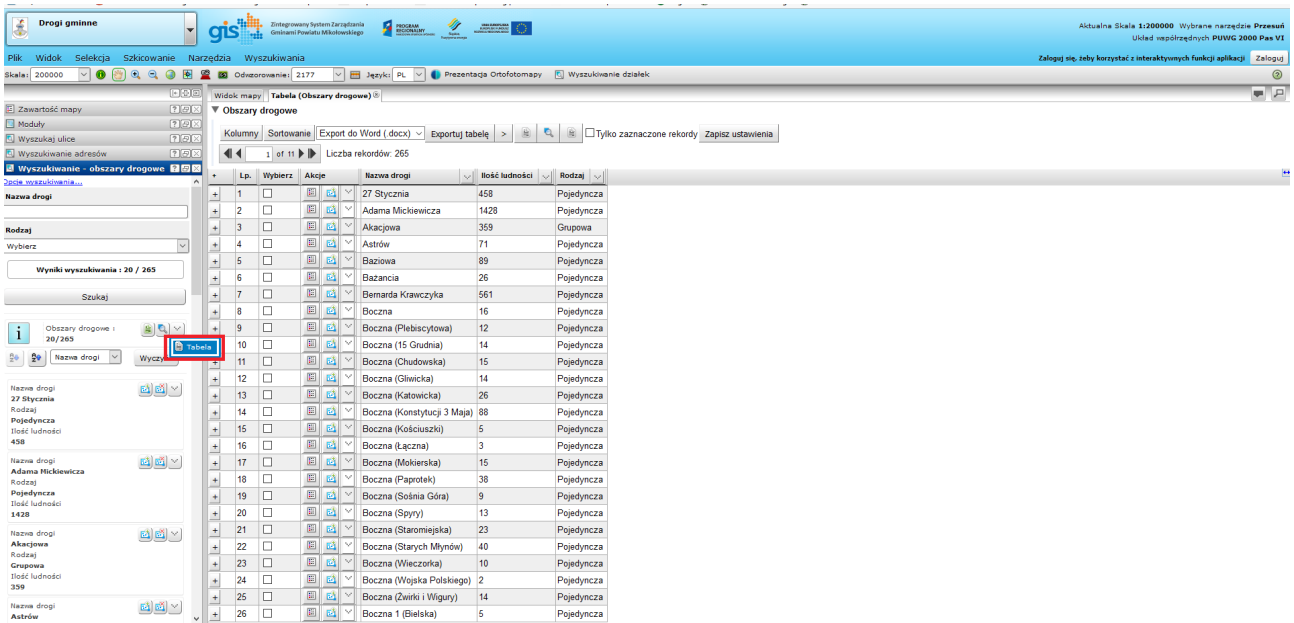 Drogi gminne
gis
Zintegrowany System Zarządzania
Gminami Powiatu Mikołowskiego
PROGRAM
REGIONALNY
Aktualna Skala 1:200000 Wybrane narzędzie Przesuń
Układ współrzędnych PUWG 2000 Pas VI
Plik Widok Selekcja Szkicowanie Narzędzia Wyszukiwania
Zaloguj się, żeby korzystać z interaktywnych funkcji aplikacji Zaloguj
Skala: 200000 Odwzorowanie: 2177 Język: PL Prezentacja Ortofotomapy Wyszukiwanie działek
Zawartość mapy
Moduły
Wyszukaj ulice
Wyszukiwanie adresów
Wyszukiwanie - obszary drogowe
Opcje wyszukiwania...
Nazwa drogi
Rodzaj
Wybierz
Wyniki wyszukiwania : 20 / 265
Szukaj
Obszary drogowe :
20/265
Tabela
Nazwa drogi
Nazwa drogi
27 Stycznia
Rodzaj
Pojedyncza
Ilość ludności
458
Nazwa drogi
Adama Mickiewicza
Rodzaj
Pojedyncza
Ilość ludności
1428
Nazwa drogi
Akacjowa
Rodzaj
Grupowa
Ilość ludności
359
Nazwa drogi
Astrów
Widok mapy Tabela (Obszary drogowe)
Obszary drogowe
Kolumny Sortowanie Export do Word (.docx) Exportuj tabelę > Tylko zaznaczone rekordy Zapisz ustawienia
1 of 11 Liczba rekordów: 265
+ Lp. Wybierz Akcje Nazwa drogi Ilość ludności Rodzaj
+ 1 27 Stycznia 458 Pojedyncza
+ 2 Adama Mickiewicza 1428 Pojedyncza
+ 3 Akacjowa 359 Grupowa
+ 4 Astrów 71 Pojedyncza
+ 5 Baziowa 89 Pojedyncza
+ 6 Bażancia 26 Pojedyncza
+ 7 Bernarda Krawczyka 561 Pojedyncza
+ 8 Boczna 16 Pojedyncza
+ 9 Boczna (Plebiscytowa) 12 Pojedyncza
10 Boczna (15 Grudnia) 14 Pojedyncza
+ 11 Boczna (Chudowska) 15 Pojedyncza
+ 12 Boczna (Gliwicka) 14 Pojedyncza
+ 13 Boczna (Katowicka) 26 Pojedyncza
+ 14 Boczna (Konstytucji 3 Maja) 88 Pojedyncza
+ 15 Boczna (Kościuszki) 5 Pojedyncza
+ 16 Boczna (Łączna) 3 Pojedyncza
+ 17 Boczna (Mokierska) 15 Pojedyncza
+ 18 Boczna (Paprotek) 38 Pojedyncza
+ 19 Boczna (Sośnia Góra) 9 Pojedyncza
+ 20 Boczna (Spyry) 13 Pojedyncza
+ 21 Boczna (Staromiejska) 23 Pojedyncza
+ 22 Boczna (Starych Młynów) 40 Pojedyncza
+ 23 Boczna (Wieczorka) 10 Pojedyncza
+ 24 Boczna (Wojska Polskiego) 2 Pojedyncza
+ 25 Boczna (Żwirki i Wigury) 14 Pojedyncza
+ 26 Boczna 1 (Bielska) 5 Pojedyncza